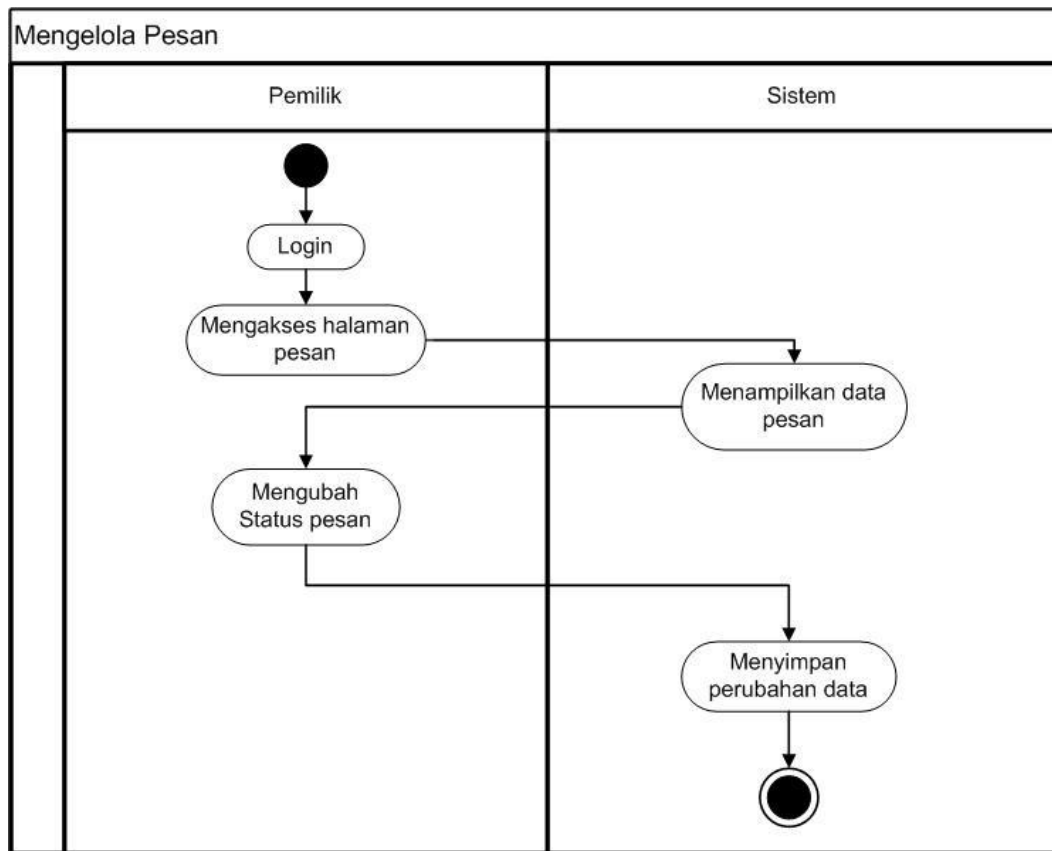 Mengelola Pesan
Pemilik
Sistem
Login
Mengakses halaman
pesan
Menampilkan data
pesan
Mengubah
Status pesan
Menyimpan
perubahan data